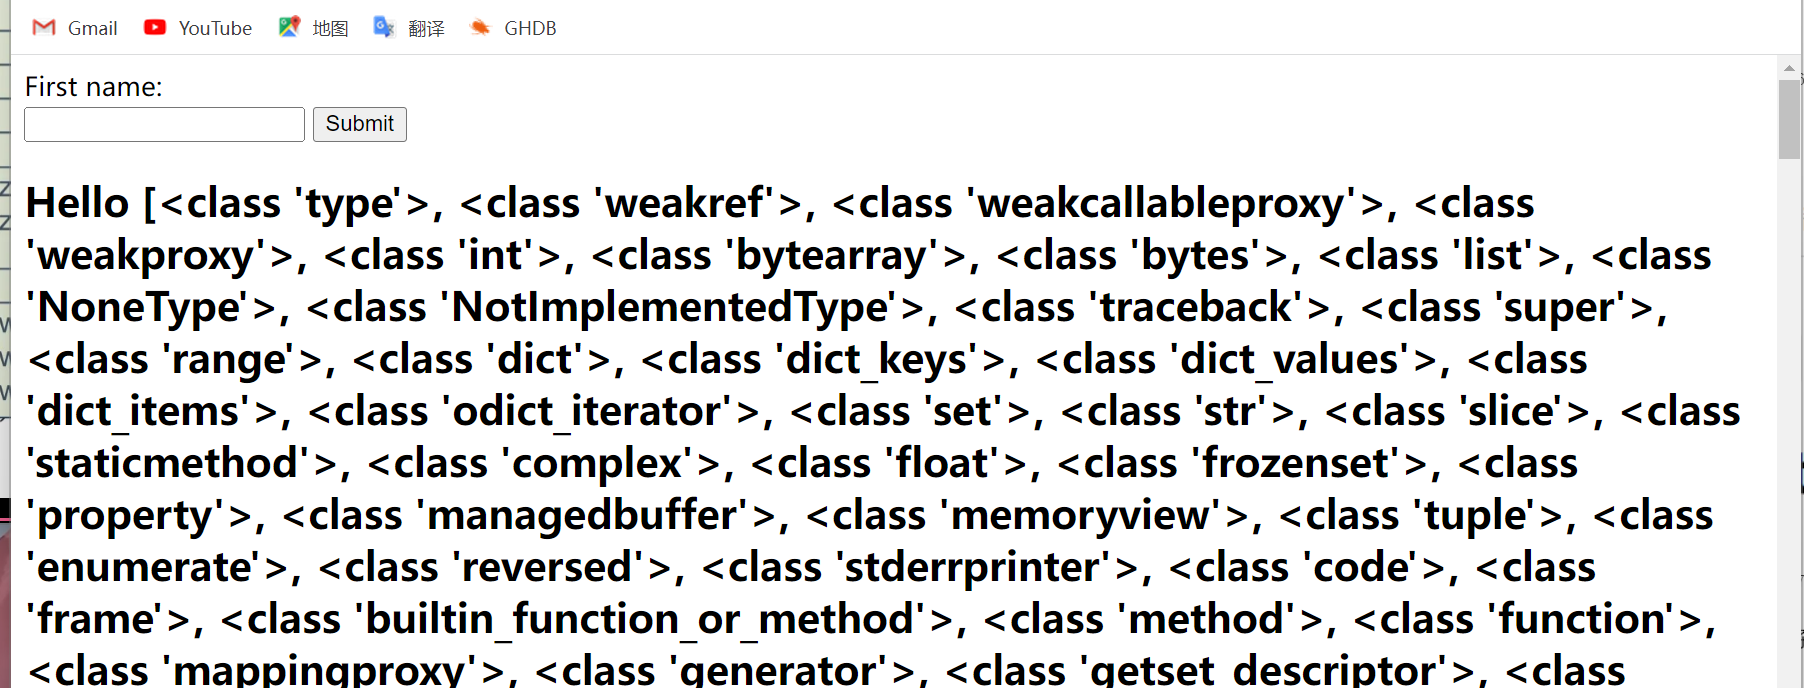 Gmail YouTube 地图 翻译 GHDB
First name:
Submit
Hello [<class 'type'>, <class 'weakref'>, <class 'weakcallableproxy'>, <class
'weakproxy'>, <class 'int'>, <class 'bytearray'>, <class 'bytes'>, <class 'list'>, <class
'NoneType'>, <class 'NotImplementedType'>, <class 'traceback'>, <class 'super'>,
<class 'range'>, <class 'dict'>, <class 'dict_keys'>, <class 'dict_values'>, <class
'dict_items'>, <class 'odict_iterator'>, <class 'set'>, <class 'str'>, <class 'slice'>, <class
'staticmethod'>, <class 'complex'>, <class 'float'>, <class 'frozenset'>, <class
'property'>, <class 'managedbuffer'>, <class 'memoryview'>, <class 'tuple'>, <class
'enumerate'>, <class 'reversed'>, <class 'stderrprinter'>, <class 'code'>, <class
'frame'>, <class 'builtin_function_or_method'>, <class 'method'>, <class 'function'>,
<class 'mappingproxy'>, <class 'generator'>, <class 'getset_descriptor'>, <class